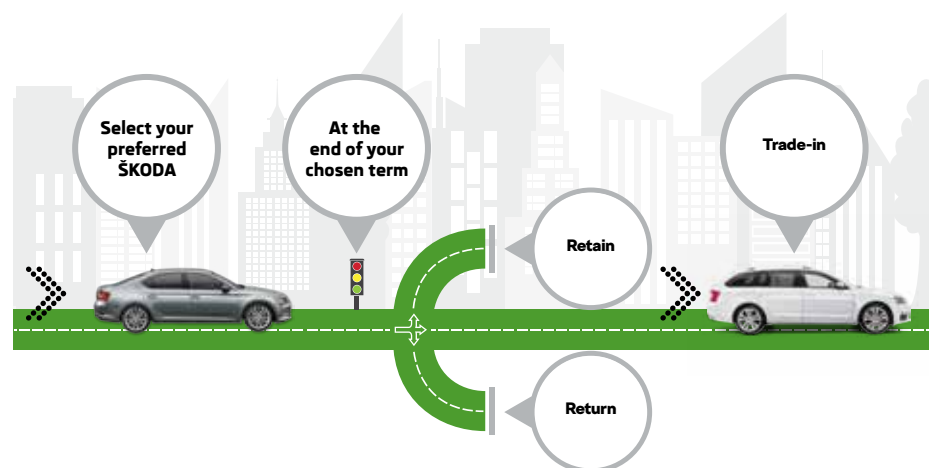 Select your
preferred
ŠKODA
At the
end of your
chosen term
Retain
Trade-in
Return